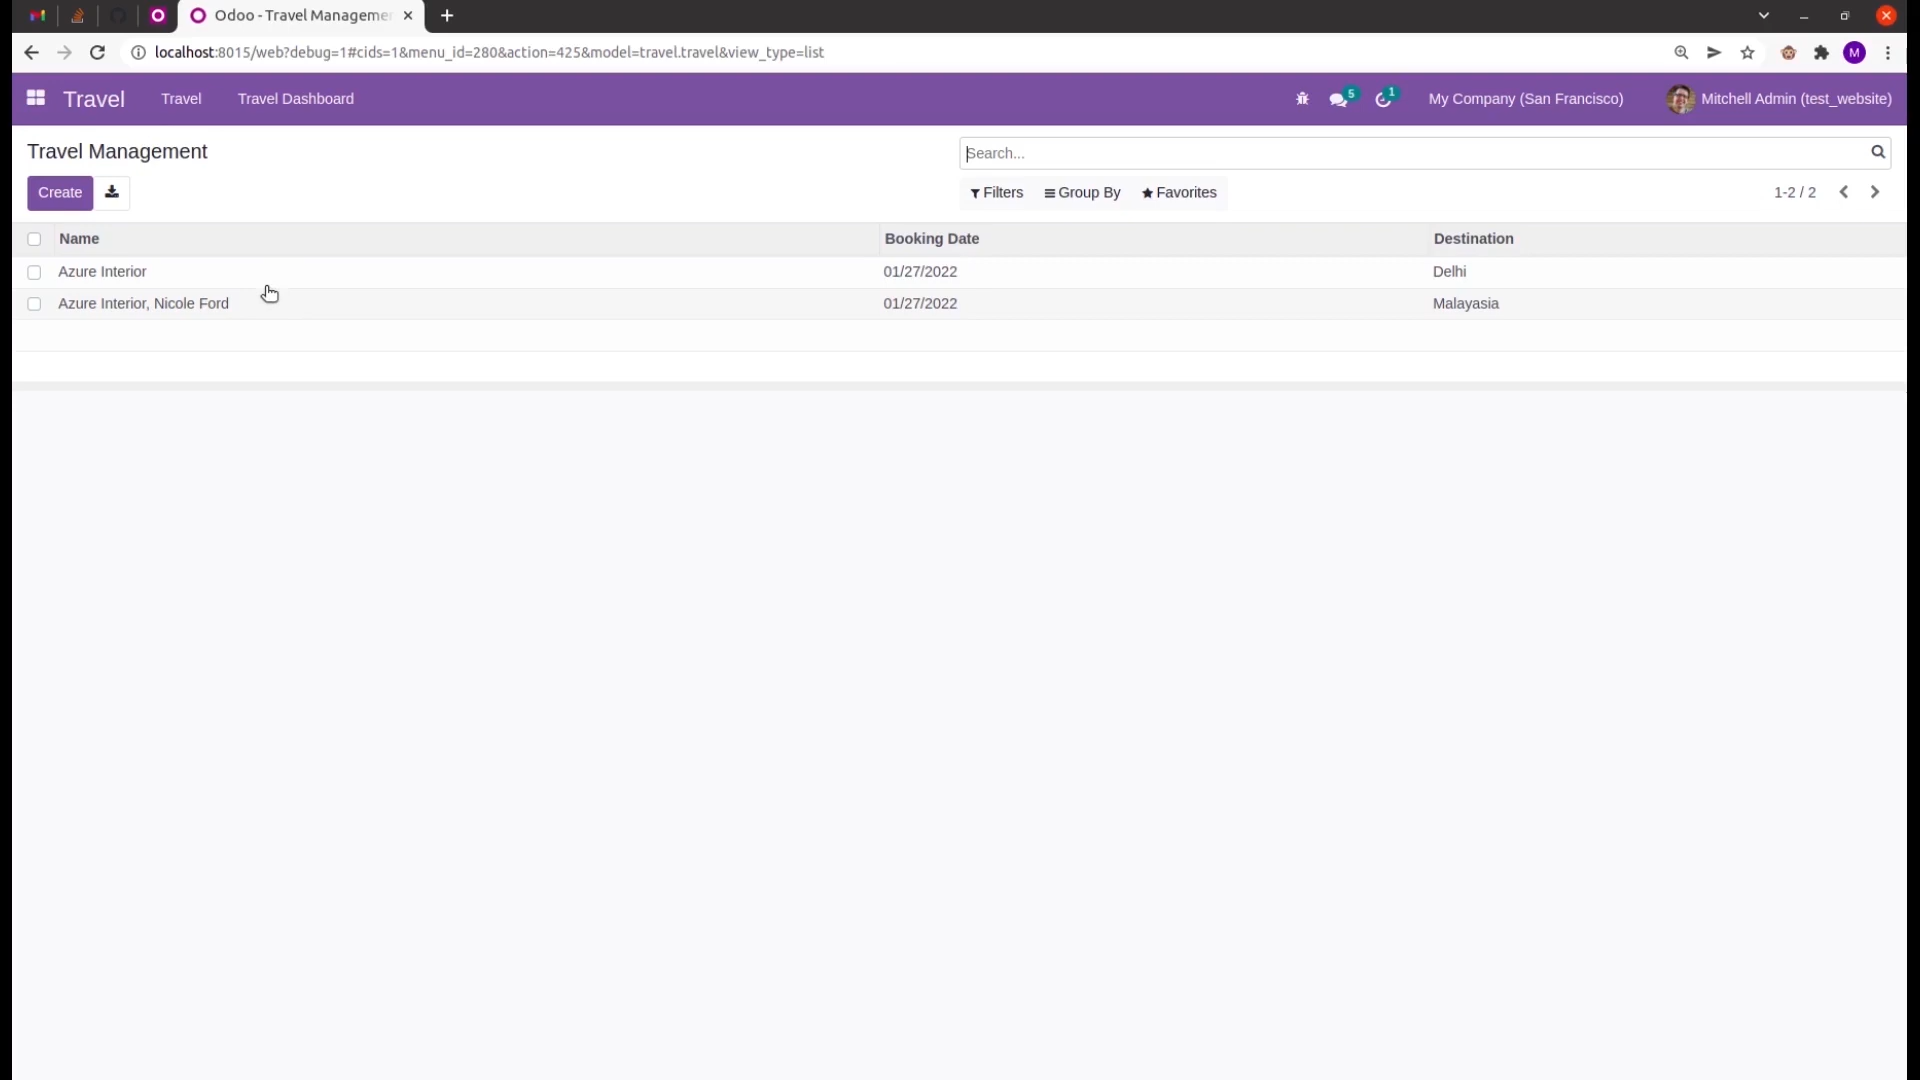 Odoo - Travel Manageme
localhost:8015/web?debug=1#cids=1&menu_id=280&action=425&model=travel.travel&view_type=list
M
Travel Travel Travel Dashboard 5 1 My Company (San Francisco) Mitchell Admin (test_website)
Travel Management Search...
Create Filters Group By Favorites 1-2 / 2
Name Booking Date Destination
Azure Interior 01/27/2022 Delhi
Azure Interior, Nicole Ford 01/27/2022 Malayasia